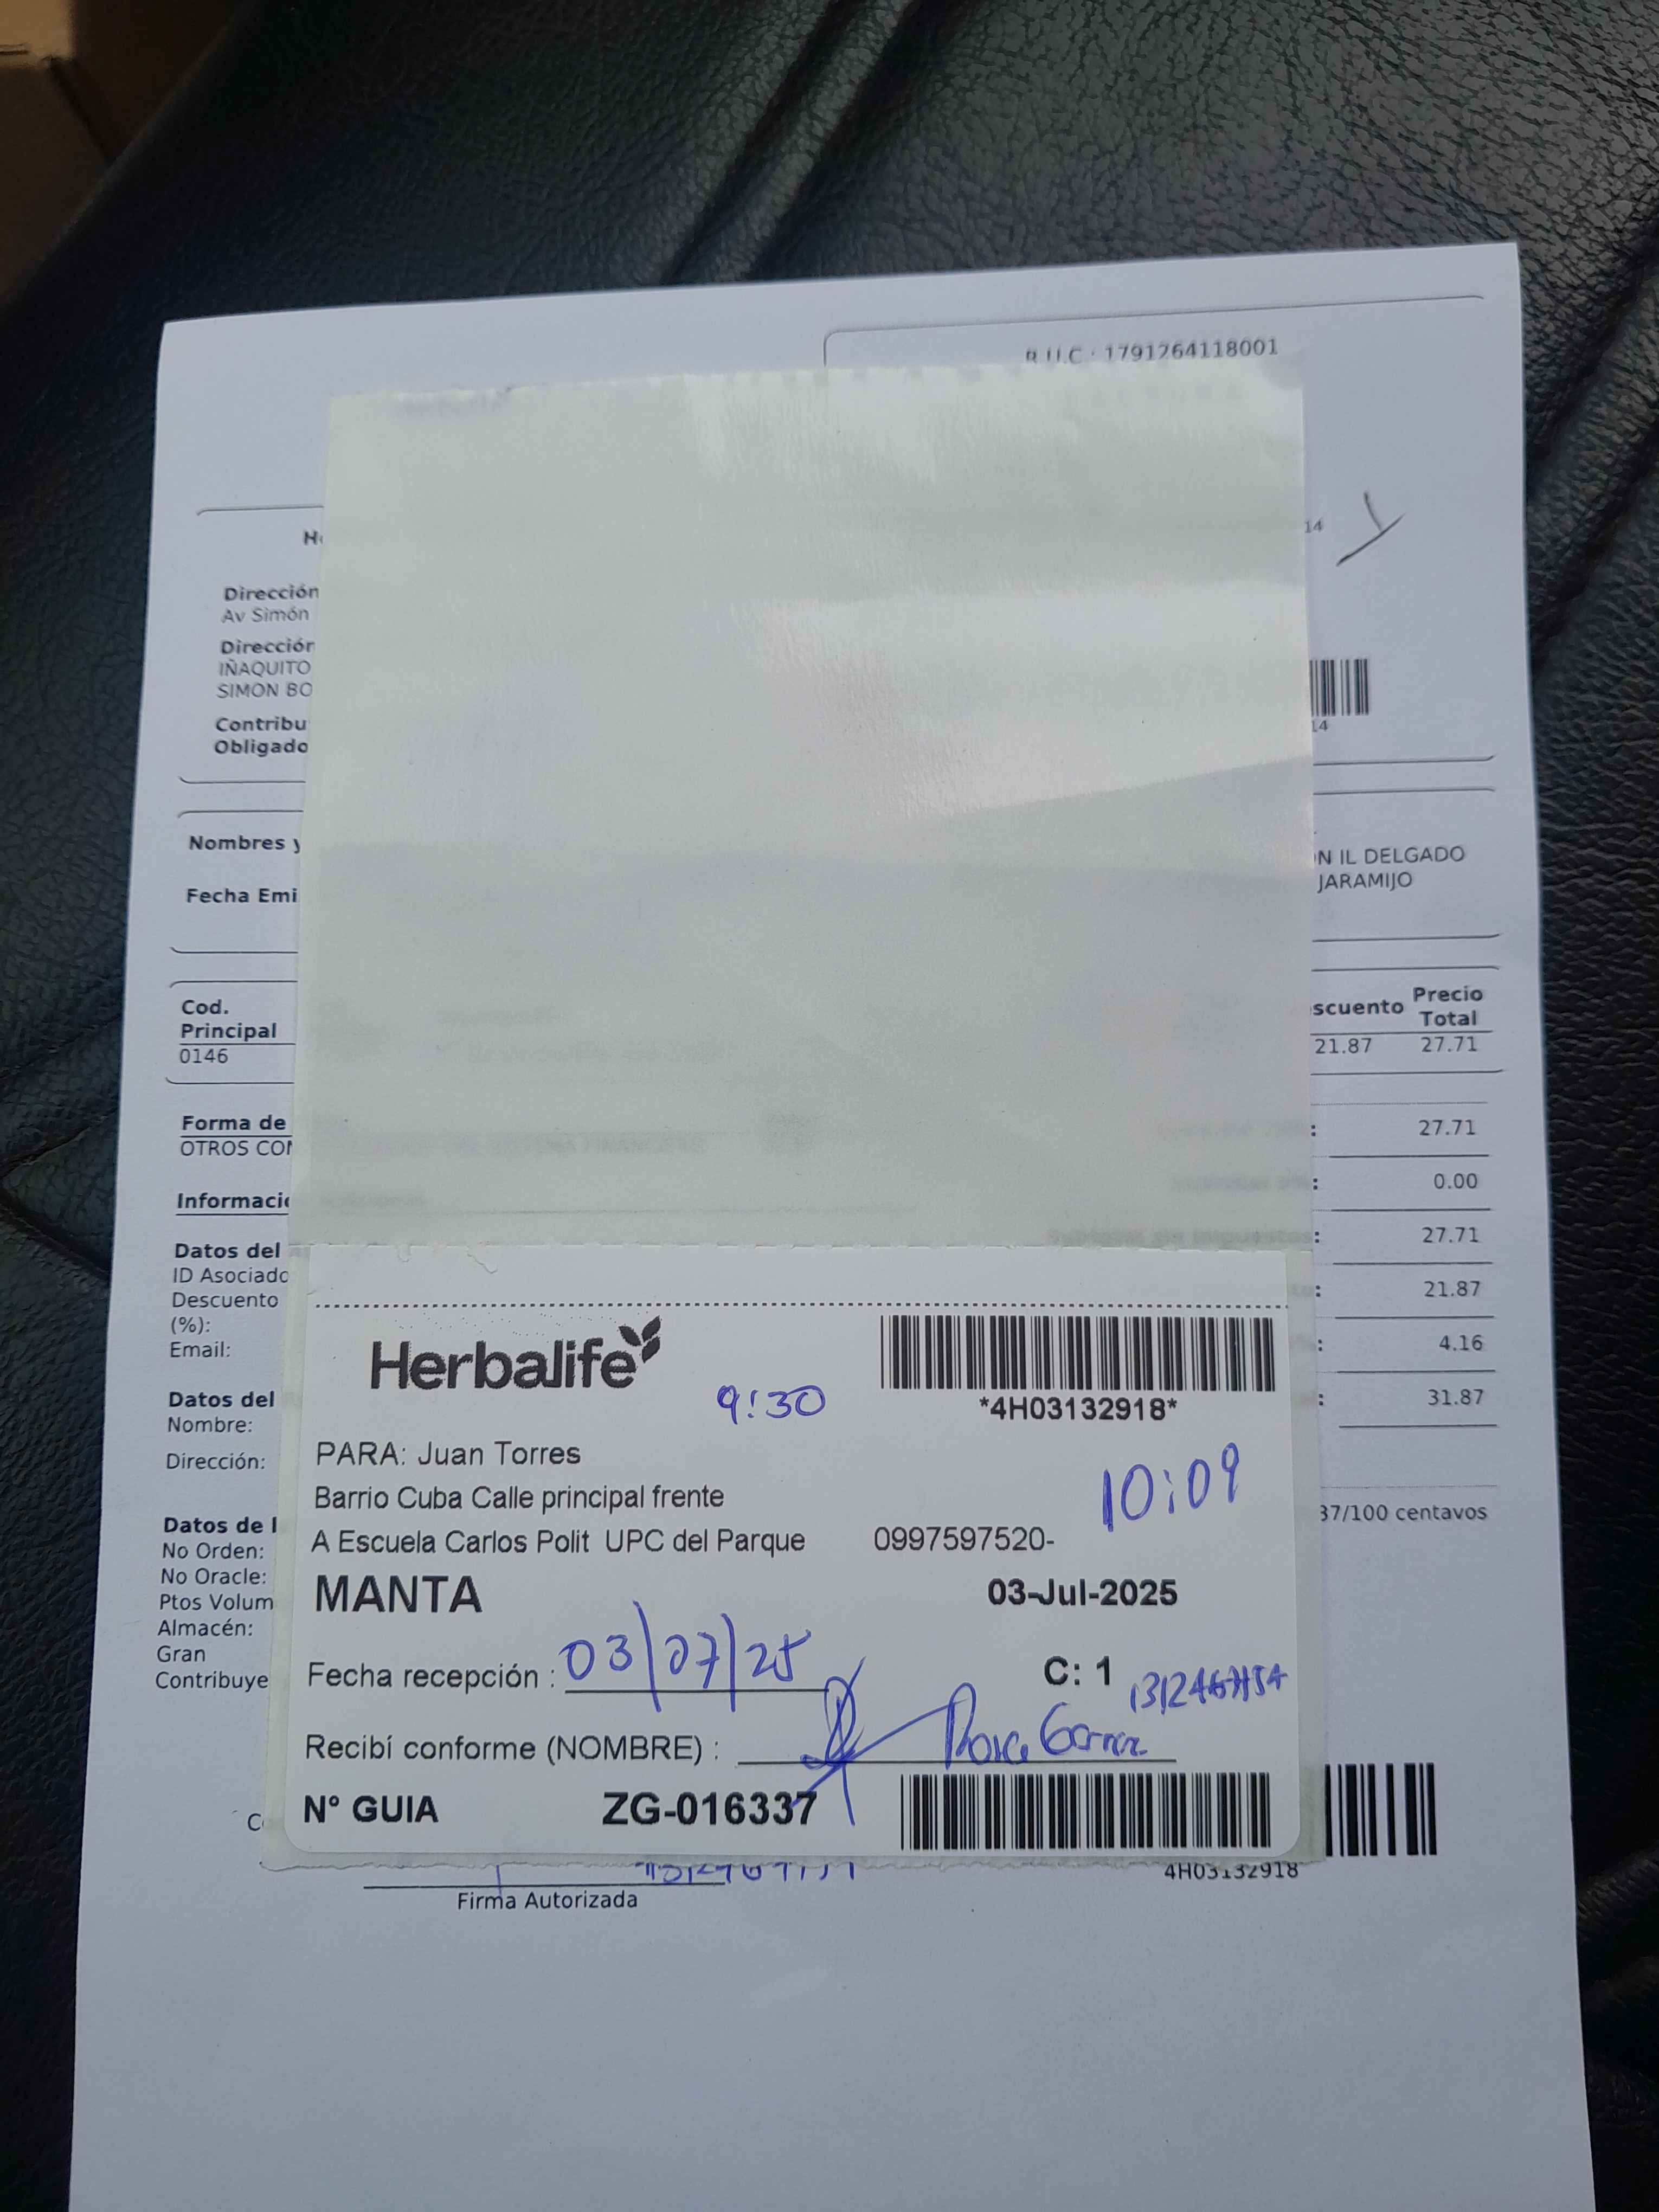 R.U.C : 1791264118001
14
Dirección
Av Simón
Dirección
IÑAQUITO
SIMON BO
Contribu
Obligado
14
Nombres y
N IL DELGADO
JARAMIJO
Fecha Emi
Cod.
Principal
scuento
Precio
Total
0146
21.87
27.71
Forma de
OTROS CON
: 27.71
: 0.00
Informaci
: 27.71
Datos del
ID Asociado
: 21.87
Descuento
(%):
: 4.16
Email:
: 31.87
Datos del
Nombre:
Dirección:
37/100 centavos
Datos de l
No Orden:
No Oracle:
Ptos Volum
Almacén:
Gran
Contribuye
Herbalife
9:30
*4H03132918*
PARA: Juan Torres
10:09
Barrio Cuba Calle principal frente
A Escuela Carlos Polit UPC del Parque 0997597520-
MANTA 03-Jul-2025
Fecha recepción : 03/07/25
C: 1
Recibí conforme (NOMBRE) :
N° GUIA ZG-016337
4H03132918
Firma Autorizada